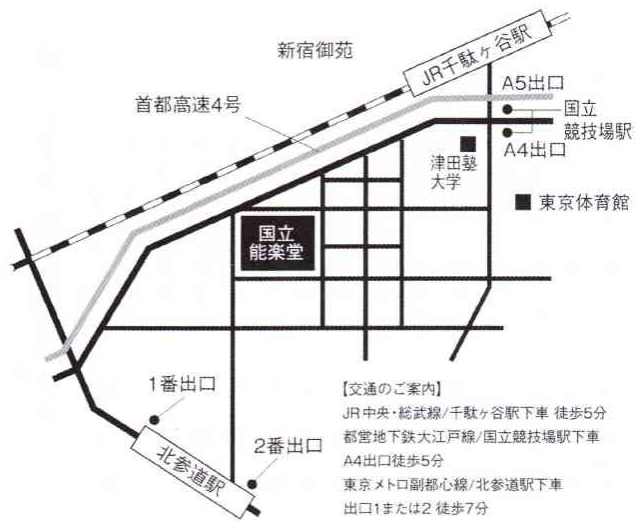 新宿御苑
JR千駄ヶ谷駅
首都高速4号
A5出口
国立
競技場駅
A4出口
津田塾
大学
東京体育館
国立
能楽堂
1番出口
2番出口
北参道駅
【交通のご案内】
JR中央・総武線/千駄ヶ谷駅下車 徒歩5分
都営地下鉄大江戸線/国立競技場駅下車
A4出口徒歩5分
東京メトロ副都心線/北参道駅下車
出口1または2 徒歩7分